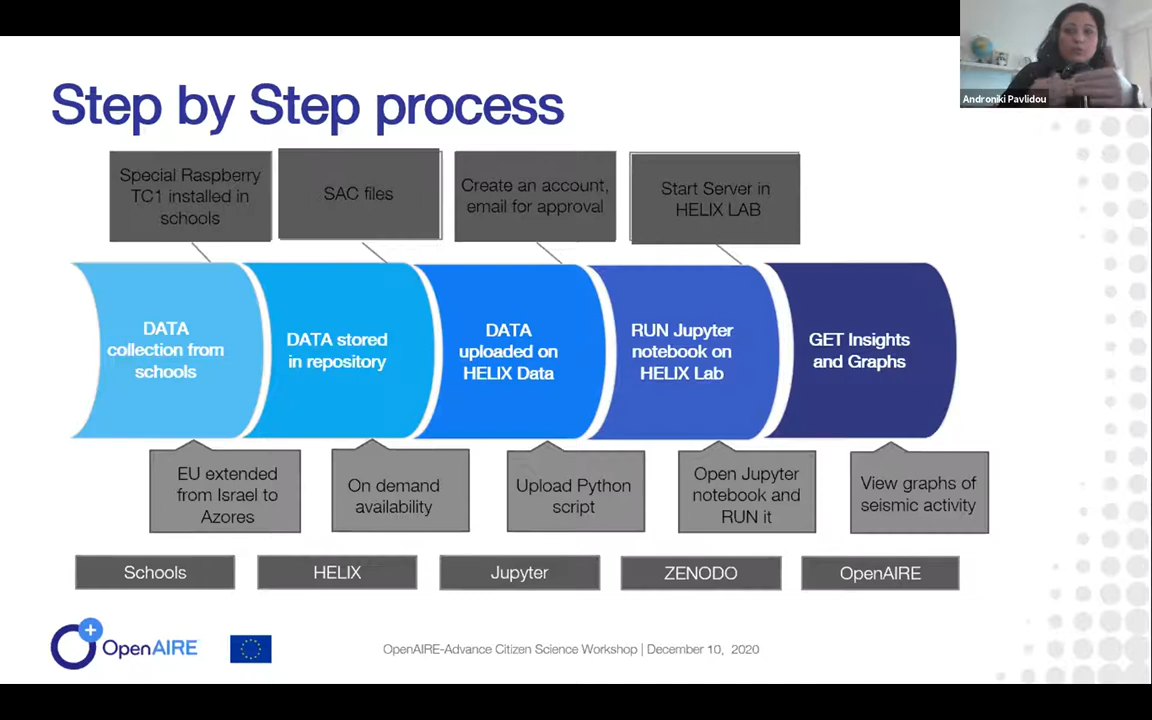 Androniki Pavlidou
Step by Step process
Special Raspberry
TC1 installed in
schools
SAC files
Create an account,
email for approval
Start Server in
HELIX LAB
DATA
collection from
schools
DATA stored
in repository
DATA
uploaded on
HELIX Data
RUN Jupyter
notebook on
HELIX Lab
GET Insights
and Graphs
EU extended
from Israel to
Azores
On demand
availability
Upload Python
script
Open Jupyter
notebook and
RUN it
View graphs of
seismic activity
Schools
HELIX
Jupyter
ZENODO
OpenAIRE
OpenAIRE
OpenAIRE-Advance Citizen Science Workshop | December 10, 2020